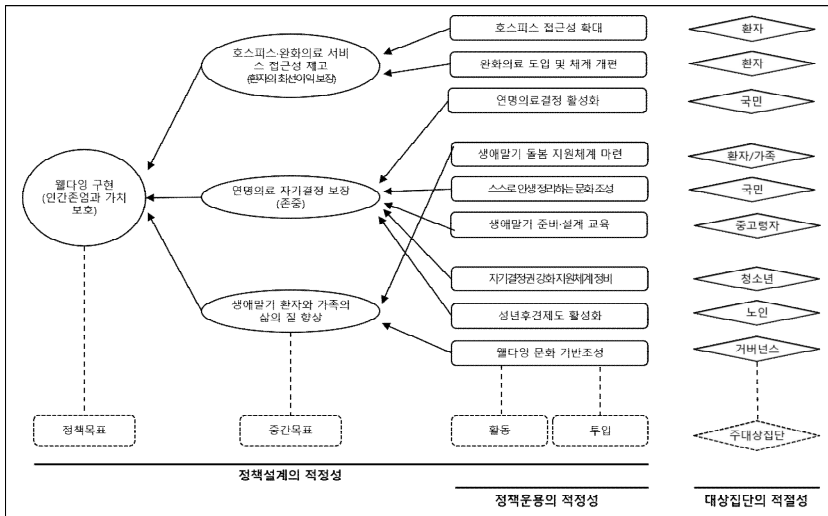 호스피스·완화의료 서비
스 접근성 제고
(환자의 최선이익 보장)
호스피스 접근성 확대
환자
완화의료 도입 및 체계 개편
환자
연명의료결정 활성화
국민
웰다잉 구현
(인간존엄과 가치
보호)
연명의료 자기결정 보장
(존중)
생애말기 돌봄 지원체계 마련
환자/가족
스스로 인생 정리하는 문화 조성
국민
생애말기 준비·설계 교육
중고령자
생애말기 환자와 가족의
삶의 질 향상
자기결정권 강화 지원체계 정비
청소년
성년후견제도 활성화
노인
웰다잉 문화 기반조성
거버넌스
정책목표
중간목표
활동
투입
주대상집단
정책설계의 적정성
정책운용의 적정성
대상집단의 적절성